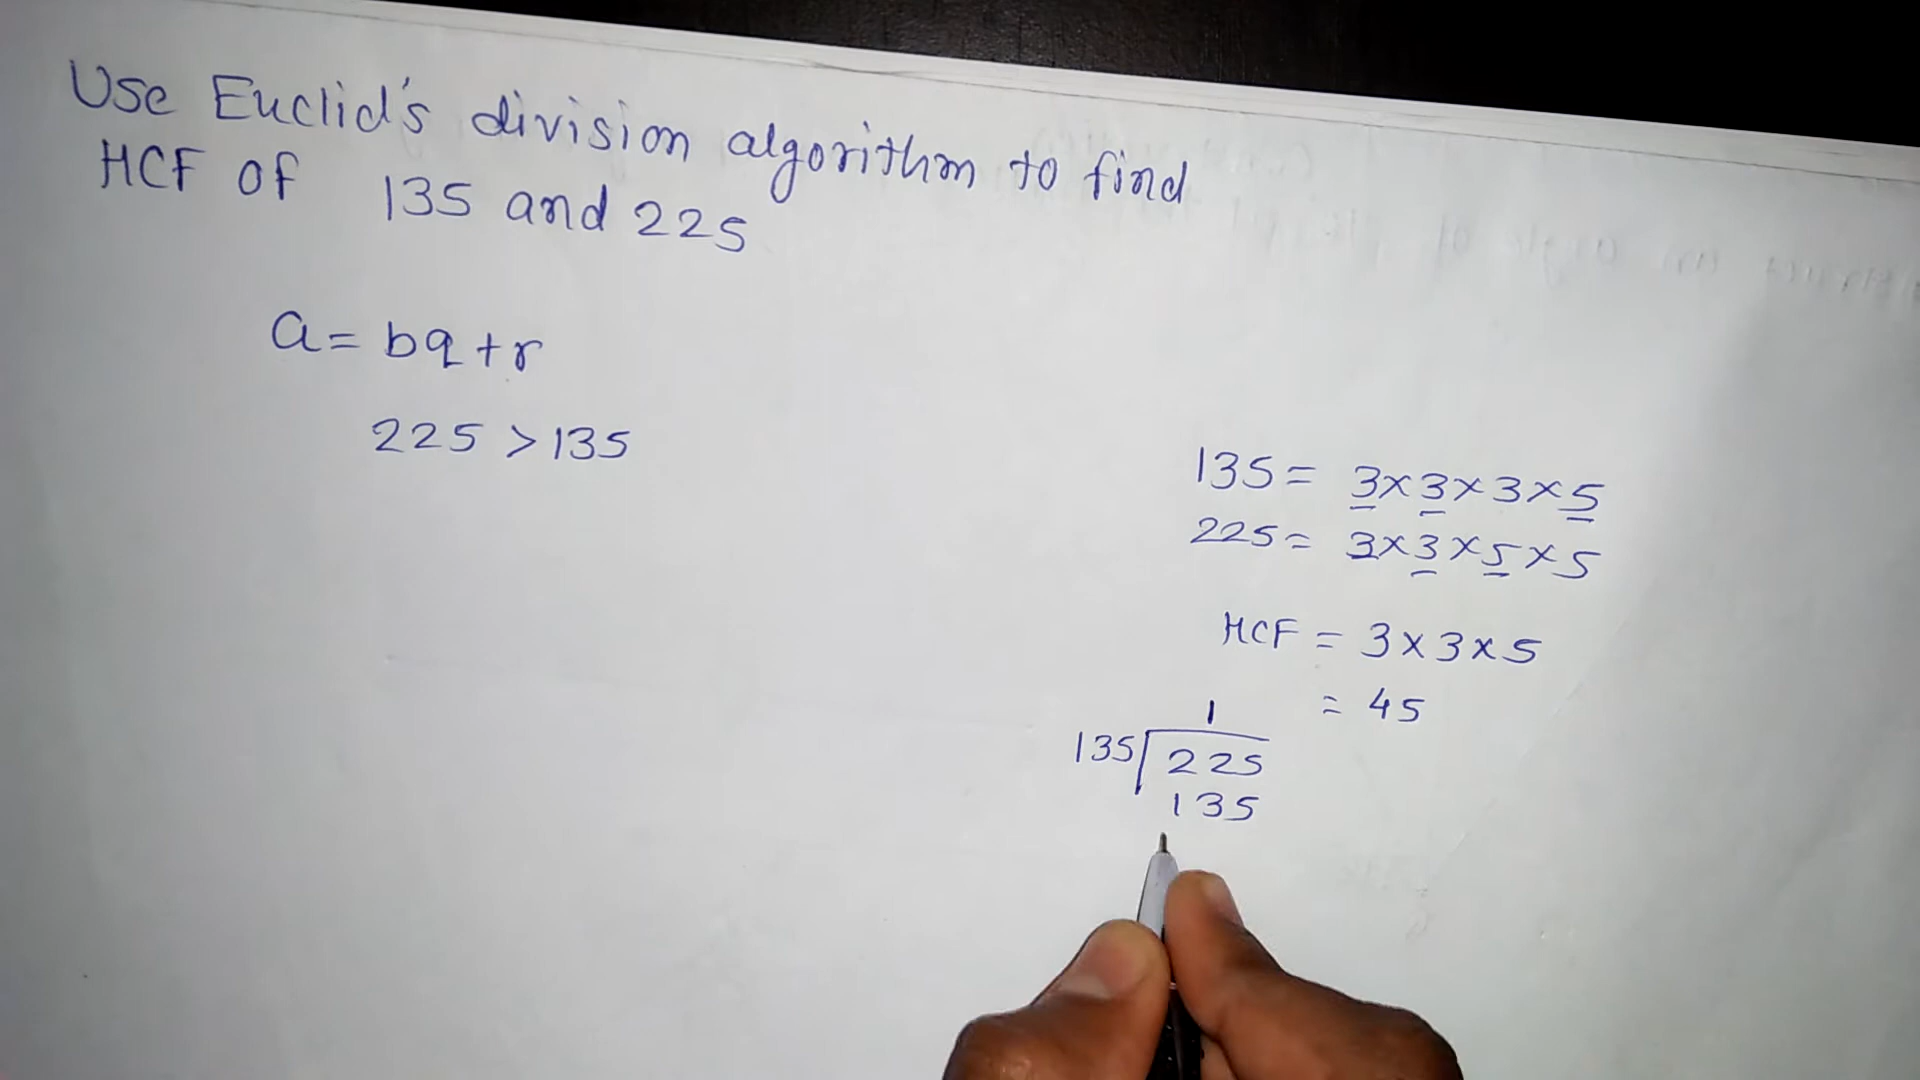 Use Euclid's division algorithm to find
HCF of 135 and 225
a = bq + r
225 > 135
135 = 3 × 3 × 3 × 5
225 = 3 × 3 × 5 × 5
HCF = 3 × 3 × 5
= 45
1
135 225
135